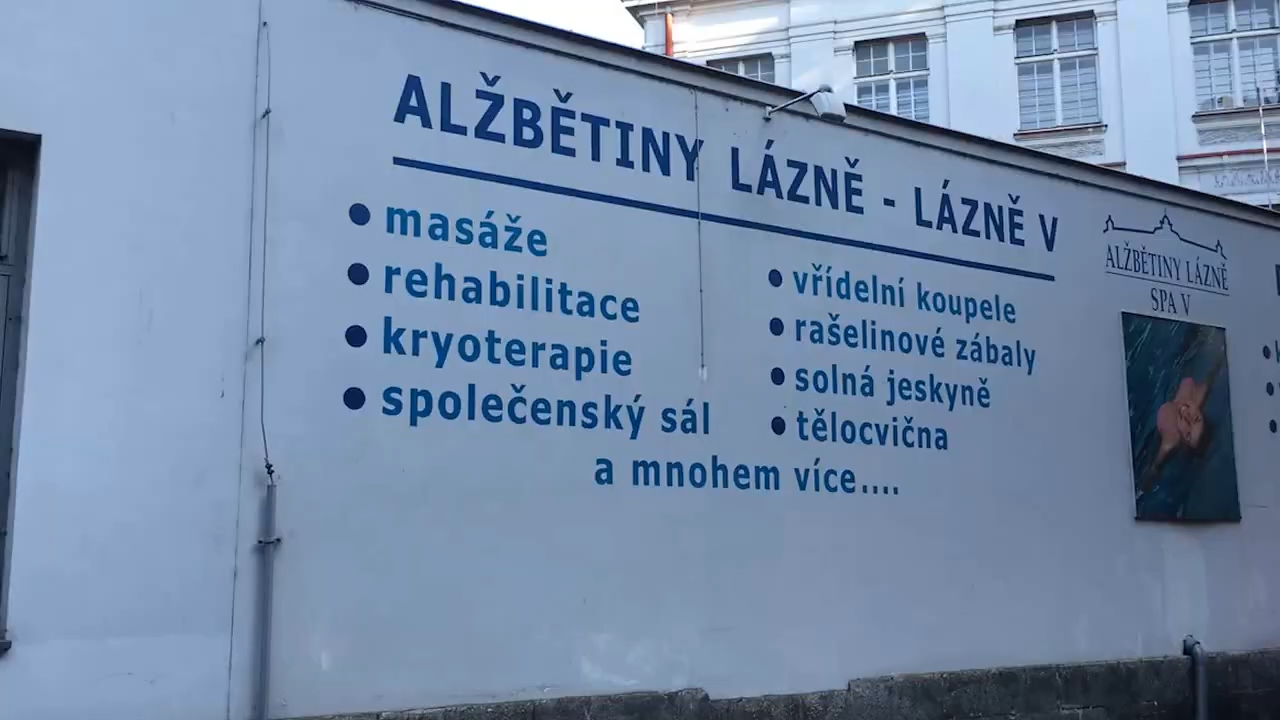 ALŽBĚTINY LÁZNĚ - LÁZNĚ V
masáže
rehabilitace
kryoterapie
společenský sál
vřídelní koupele
rašelinové zábaly
solná jeskyně
tělocvična
a mnohem více....
ALŽBĚTINY LÁZNĚ
SPA V